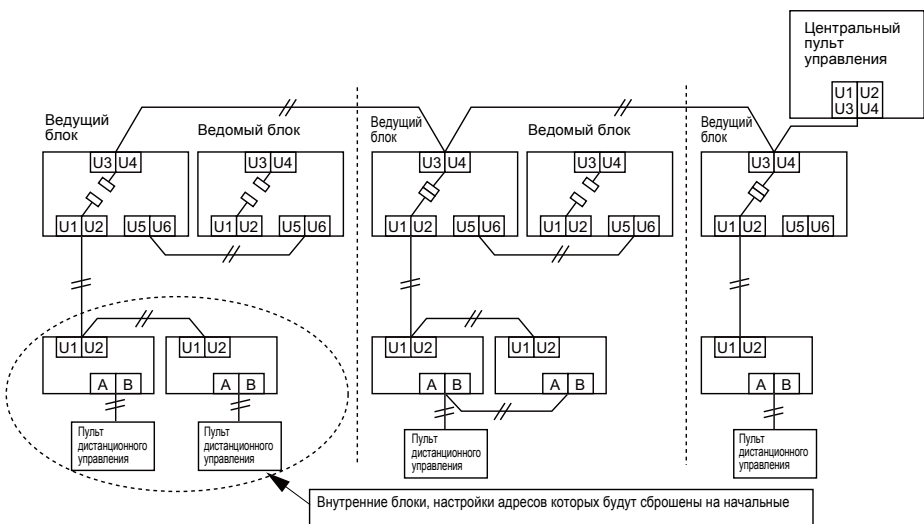 Центральный
пульт
управления
U1 U2
U3 U4
Ведущий
блок
Ведомый блок
Ведущий
блок
Ведомый блок
Ведущий
блок
U3 U4
U3 U4
U3 U4
U3 U4
U3 U4
U1 U2
U5 U6
U1 U2
U5 U6
U1 U2
U5 U6
U1 U2
U5 U6
U1 U2
U5 U6
U1 U2
U1 U2
U1 U2
U1 U2
U1 U2
A B
A B
A B
A B
A B
Пульт
дистанционного
управления
Пульт
дистанционного
управления
Пульт
дистанционного
управления
Пульт
дистанционного
управления
Внутренние блоки, настройки адресов которых будут сброшены на начальные